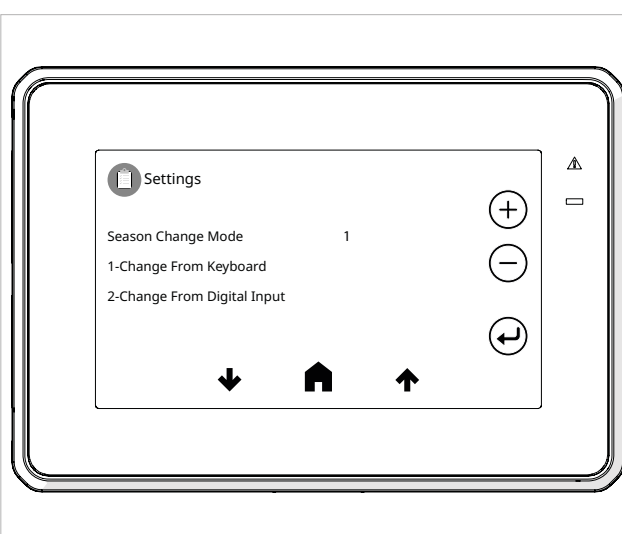 Settings
Season Change Mode 1
1-Change From Keyboard
2-Change From Digital Input